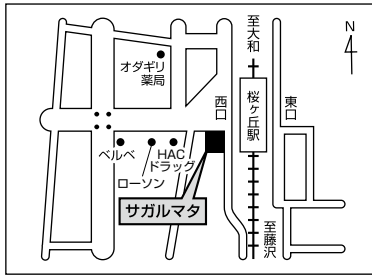 至大和
N
オダギリ
薬局
西口
桜ヶ丘駅
東口
ベルベ
HAC
ドラッグ
ローソン
サガルマタ
至藤沢